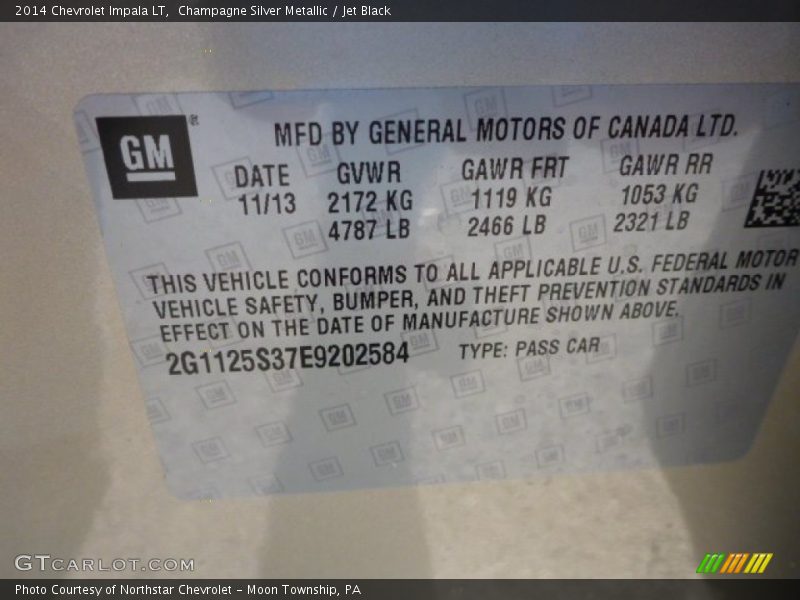 2014 Chevrolet Impala LT,  Champagne Silver Metallic / Jet Black
GM®
MFD BY GENERAL MOTORS OF CANADA LTD.
DATE GVWR GAWR FRT GAWR RR
11/13 2172 KG 1119 KG 1053 KG
4787 LB 2466 LB 2321 LB
THIS VEHICLE CONFORMS TO ALL APPLICABLE U.S. FEDERAL MOTOR
VEHICLE SAFETY, BUMPER, AND THEFT PREVENTION STANDARDS IN
EFFECT ON THE DATE OF MANUFACTURE SHOWN ABOVE.
2G1125S37E9202584 TYPE: PASS CAR
GTCARLOT.COM
Photo Courtesy of Northstar Chevrolet - Moon Township, PA